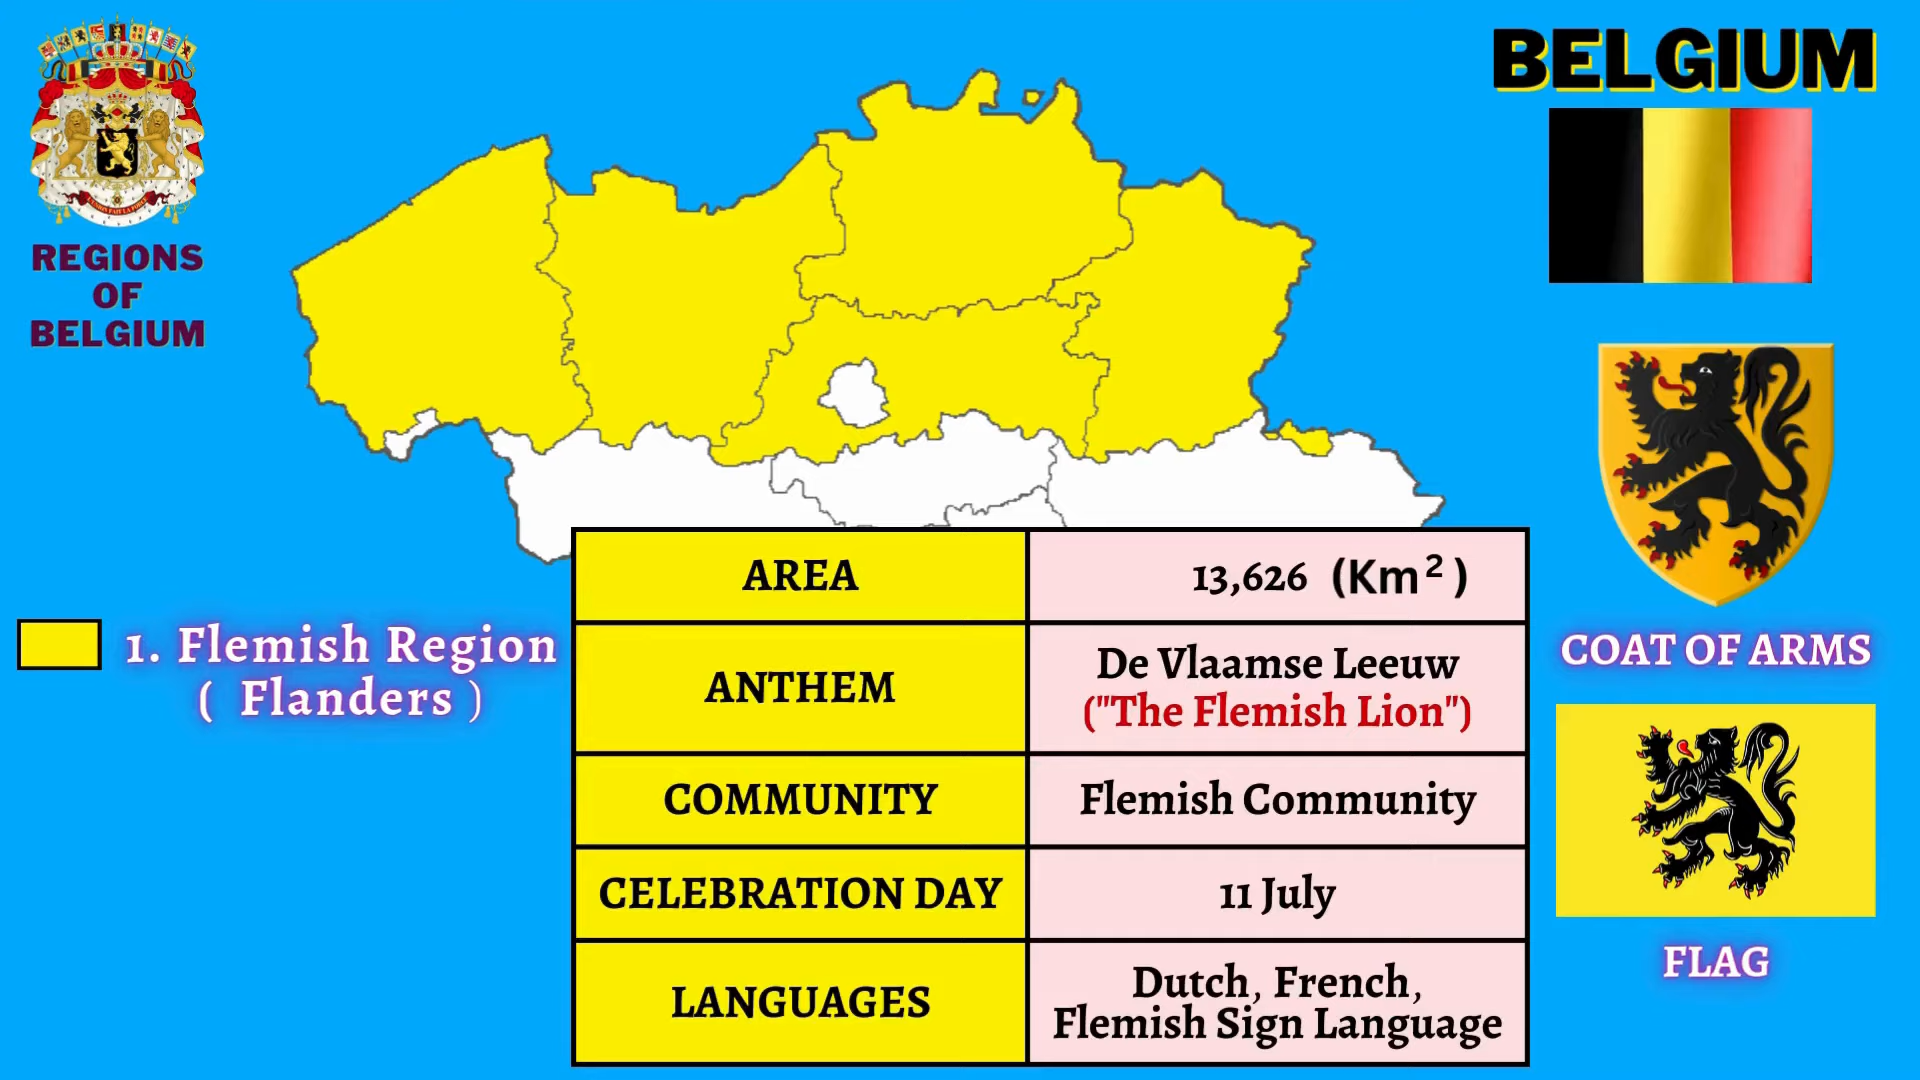 BELGIUM
REGIONS
OF
BELGIUM
1. Flemish Region
( Flanders )
AREA
13,626 (Km²)
ANTHEM
De Vlaamse Leeuw
("The Flemish Lion")
COMMUNITY
Flemish Community
CELEBRATION DAY
11 July
LANGUAGES
Dutch, French,
Flemish Sign Language
COAT OF ARMS
FLAG